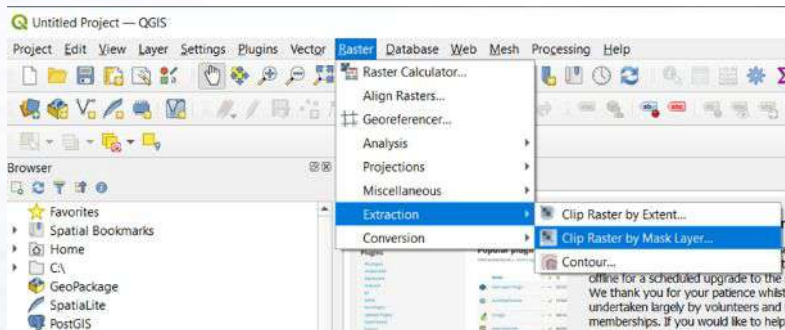 Untitled Project — QGIS
Project Edit View Layer Settings Plugins Vector Raster Database Web Mesh Processing Help
Raster Calculator...
Align Rasters...
Georeferencer...
Analysis
Projections
Miscellaneous
Extraction
Conversion
Clip Raster by Extent...
Clip Raster by Mask Layer...
Contour...
Browser
Favorites
Spatial Bookmarks
Home
C:\
GeoPackage
SpatiaLite
PostGIS
Plugins
offline for a scheduled upgrade to the
We thank you for your patience whilst
undertaken largely by volunteers and
memberships. If you would like to help